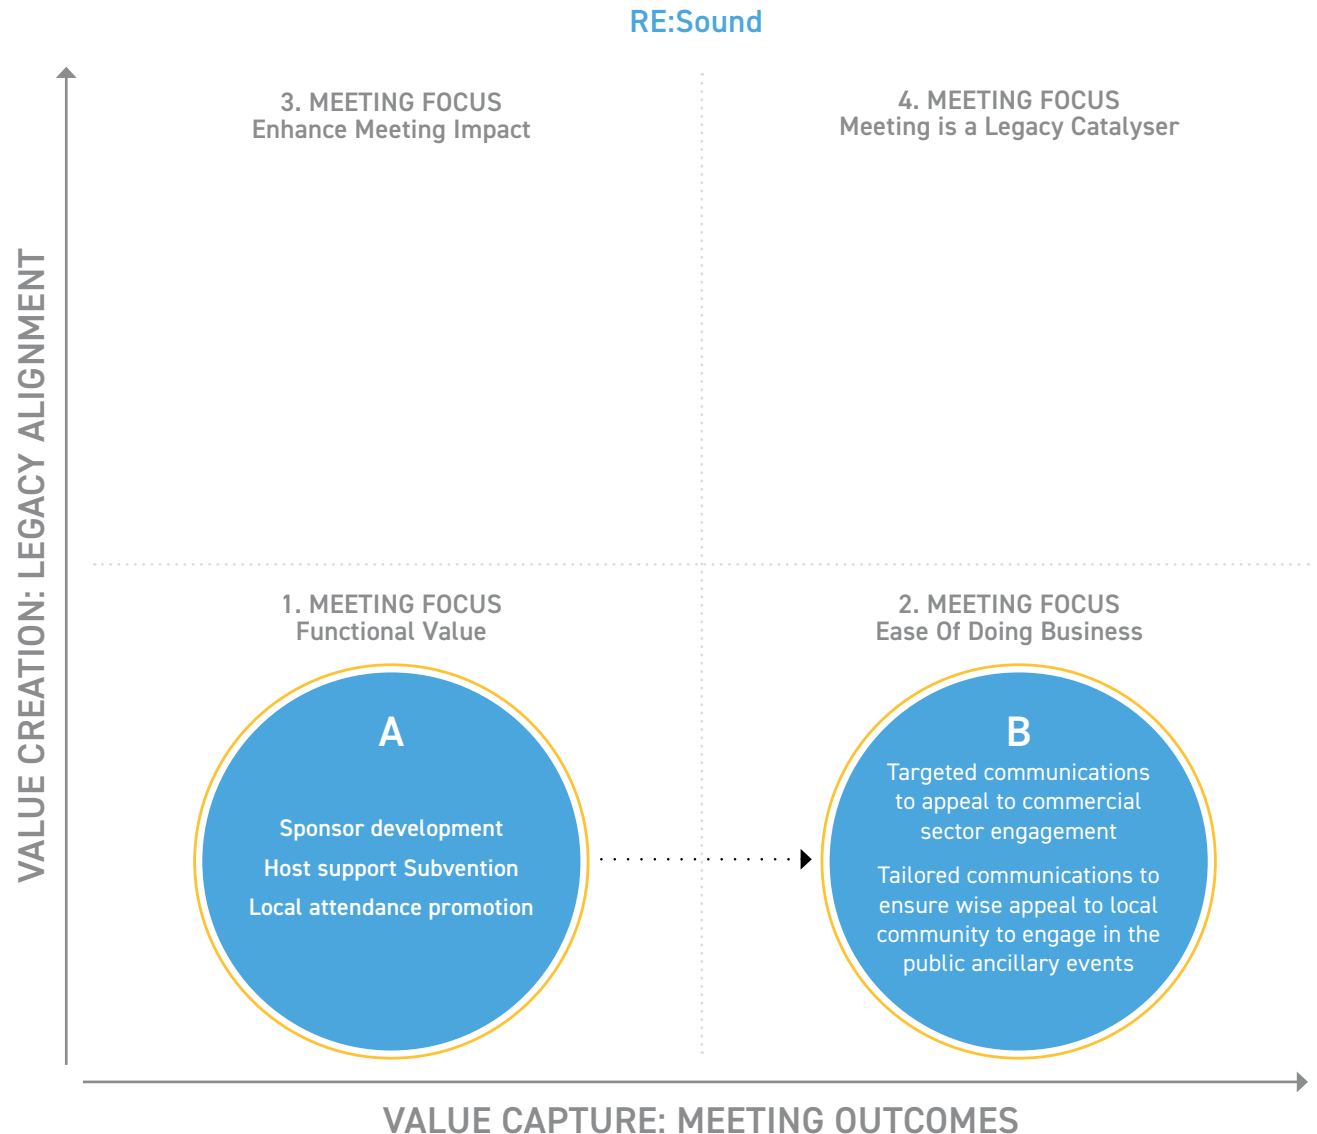 RE:Sound
3. MEETING FOCUS
Enhance Meeting Impact
4. MEETING FOCUS
Meeting is a Legacy Catalyser
VALUE CREATION: LEGACY ALIGNMENT
1. MEETING FOCUS
Functional Value
2. MEETING FOCUS
Ease Of Doing Business
A
Sponsor development
Host support Subvention
Local attendance promotion
B
Targeted communications
to appeal to commercial
sector engagement
Tailored communications to
ensure wise appeal to local
community to engage in the
public ancillary events
VALUE CAPTURE: MEETING OUTCOMES